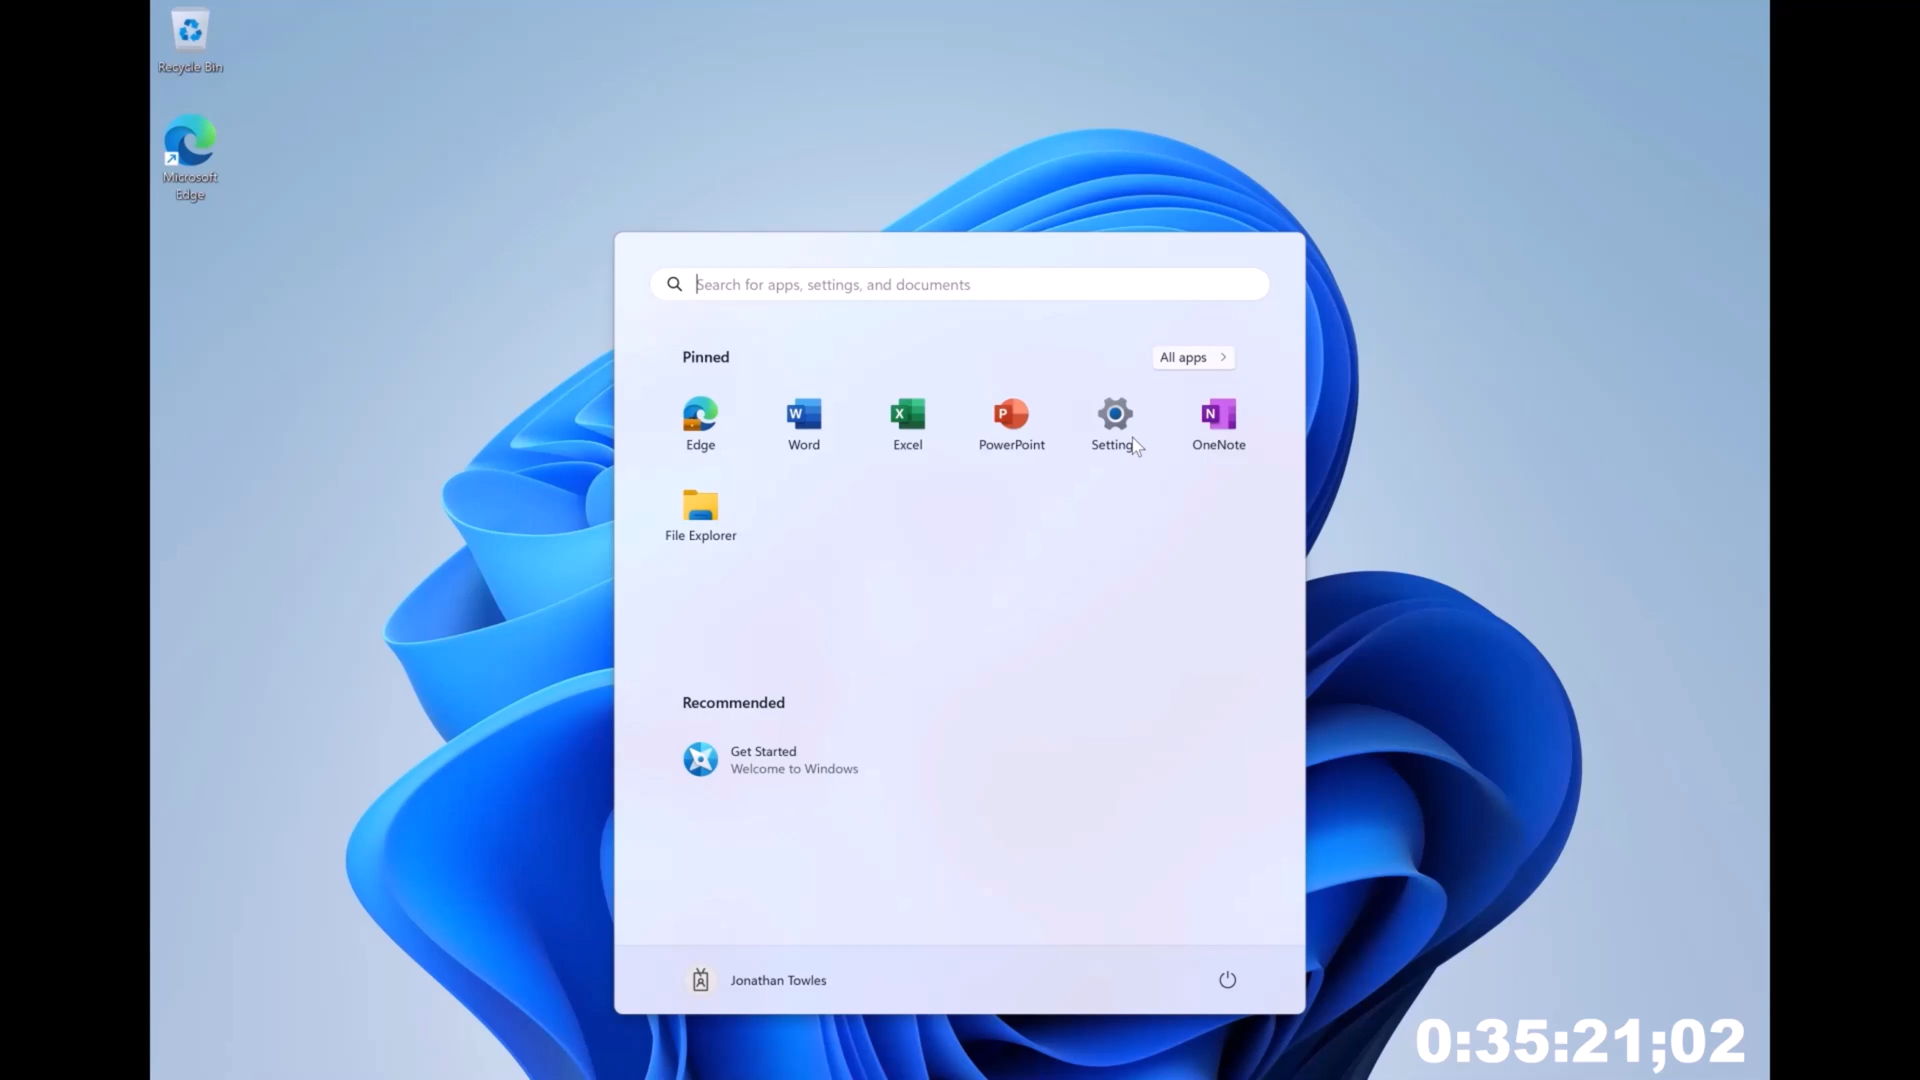 Recycle Bin
Microsoft
Edge
Search for apps, settings, and documents
Pinned
All apps
Edge
Word
Excel
PowerPoint
Settings
OneNote
File Explorer
Recommended
Get Started
Welcome to Windows
Jonathan Towles
0:35:21;02